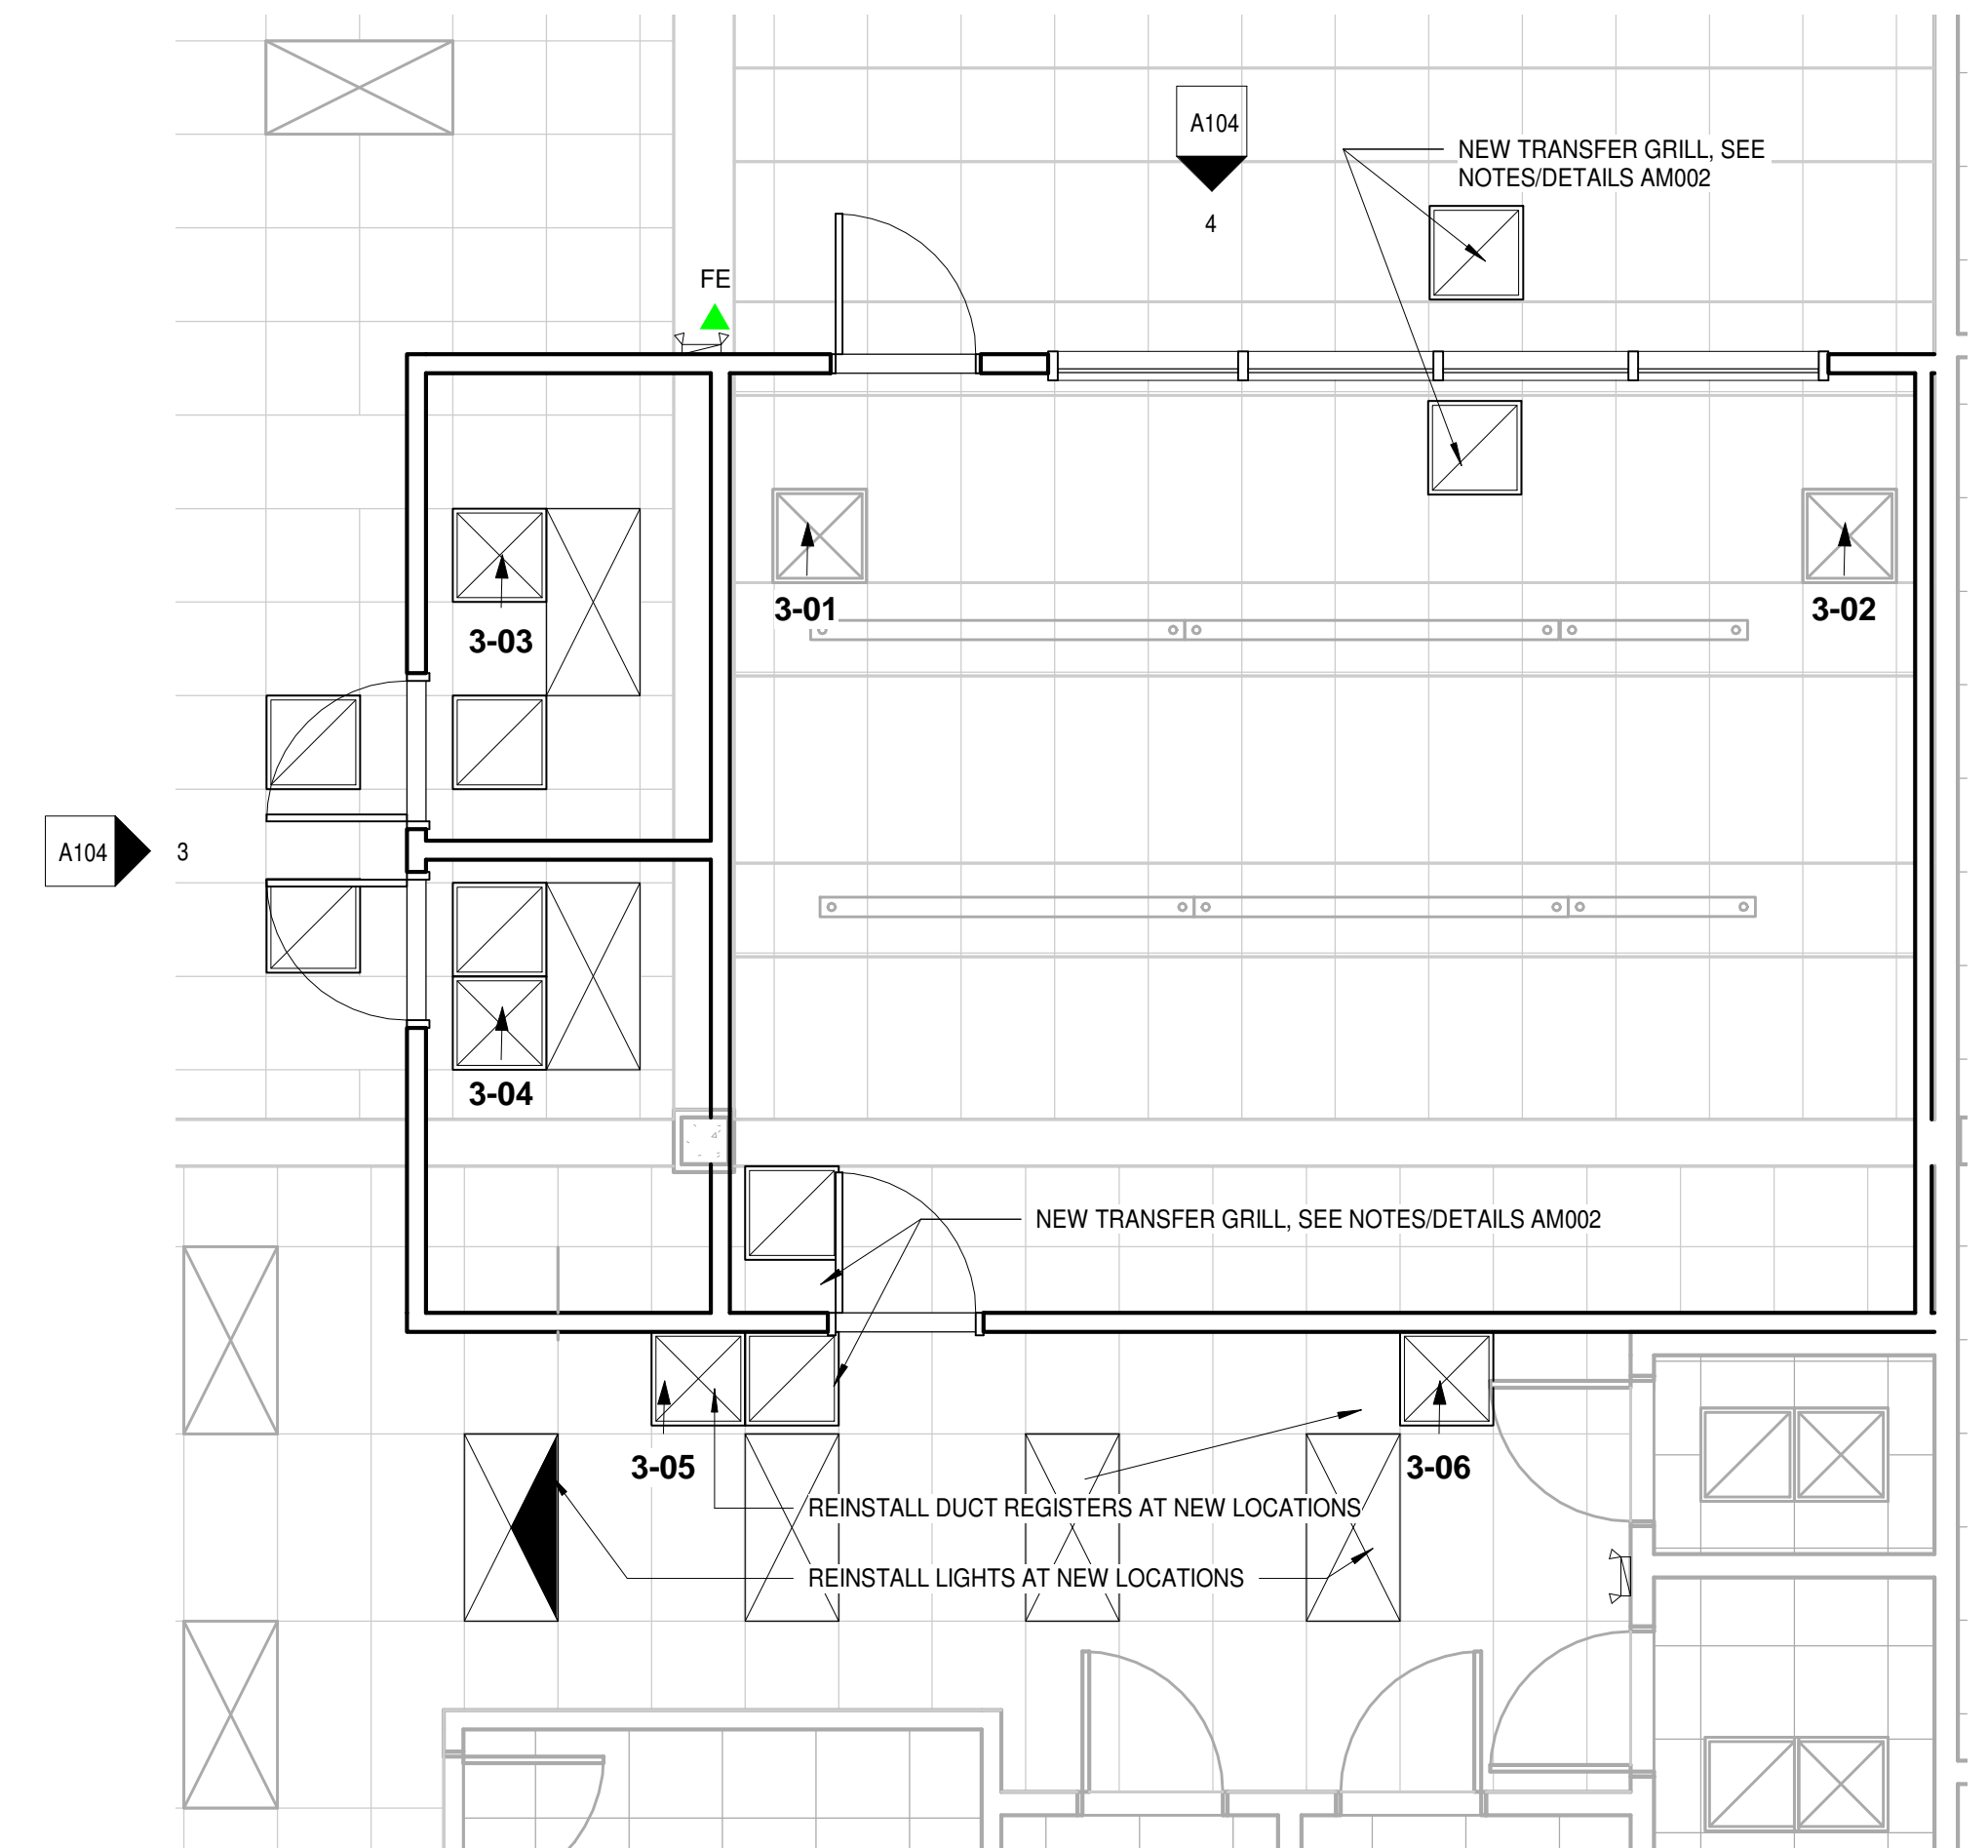 A104
4
NEW TRANSFER GRILL, SEE
NOTES/DETAILS AM002
FE
3-01
3-02
3-03
A104
3
3-04
NEW TRANSFER GRILL, SEE NOTES/DETAILS AM002
3-05
3-06
REINSTALL DUCT REGISTERS AT NEW LOCATIONS
REINSTALL LIGHTS AT NEW LOCATIONS